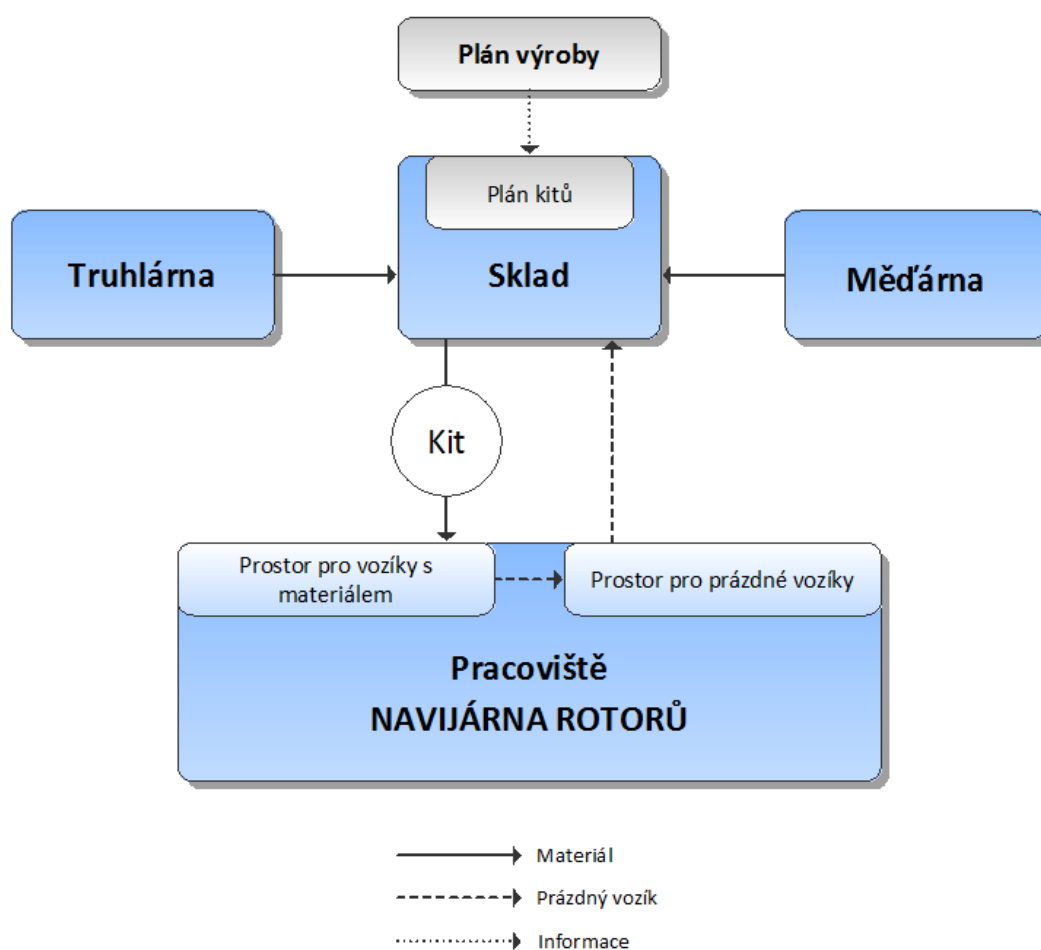 Plán výroby
Plán kitů
Truhlárna
Sklad
Měďárna
Kit
Prostor pro vozíky s
materiálem
Prostor pro prázdné vozíky
Pracoviště
NAVIJÁRNA ROTORŮ
Materiál
Prázdný vozík
Informace